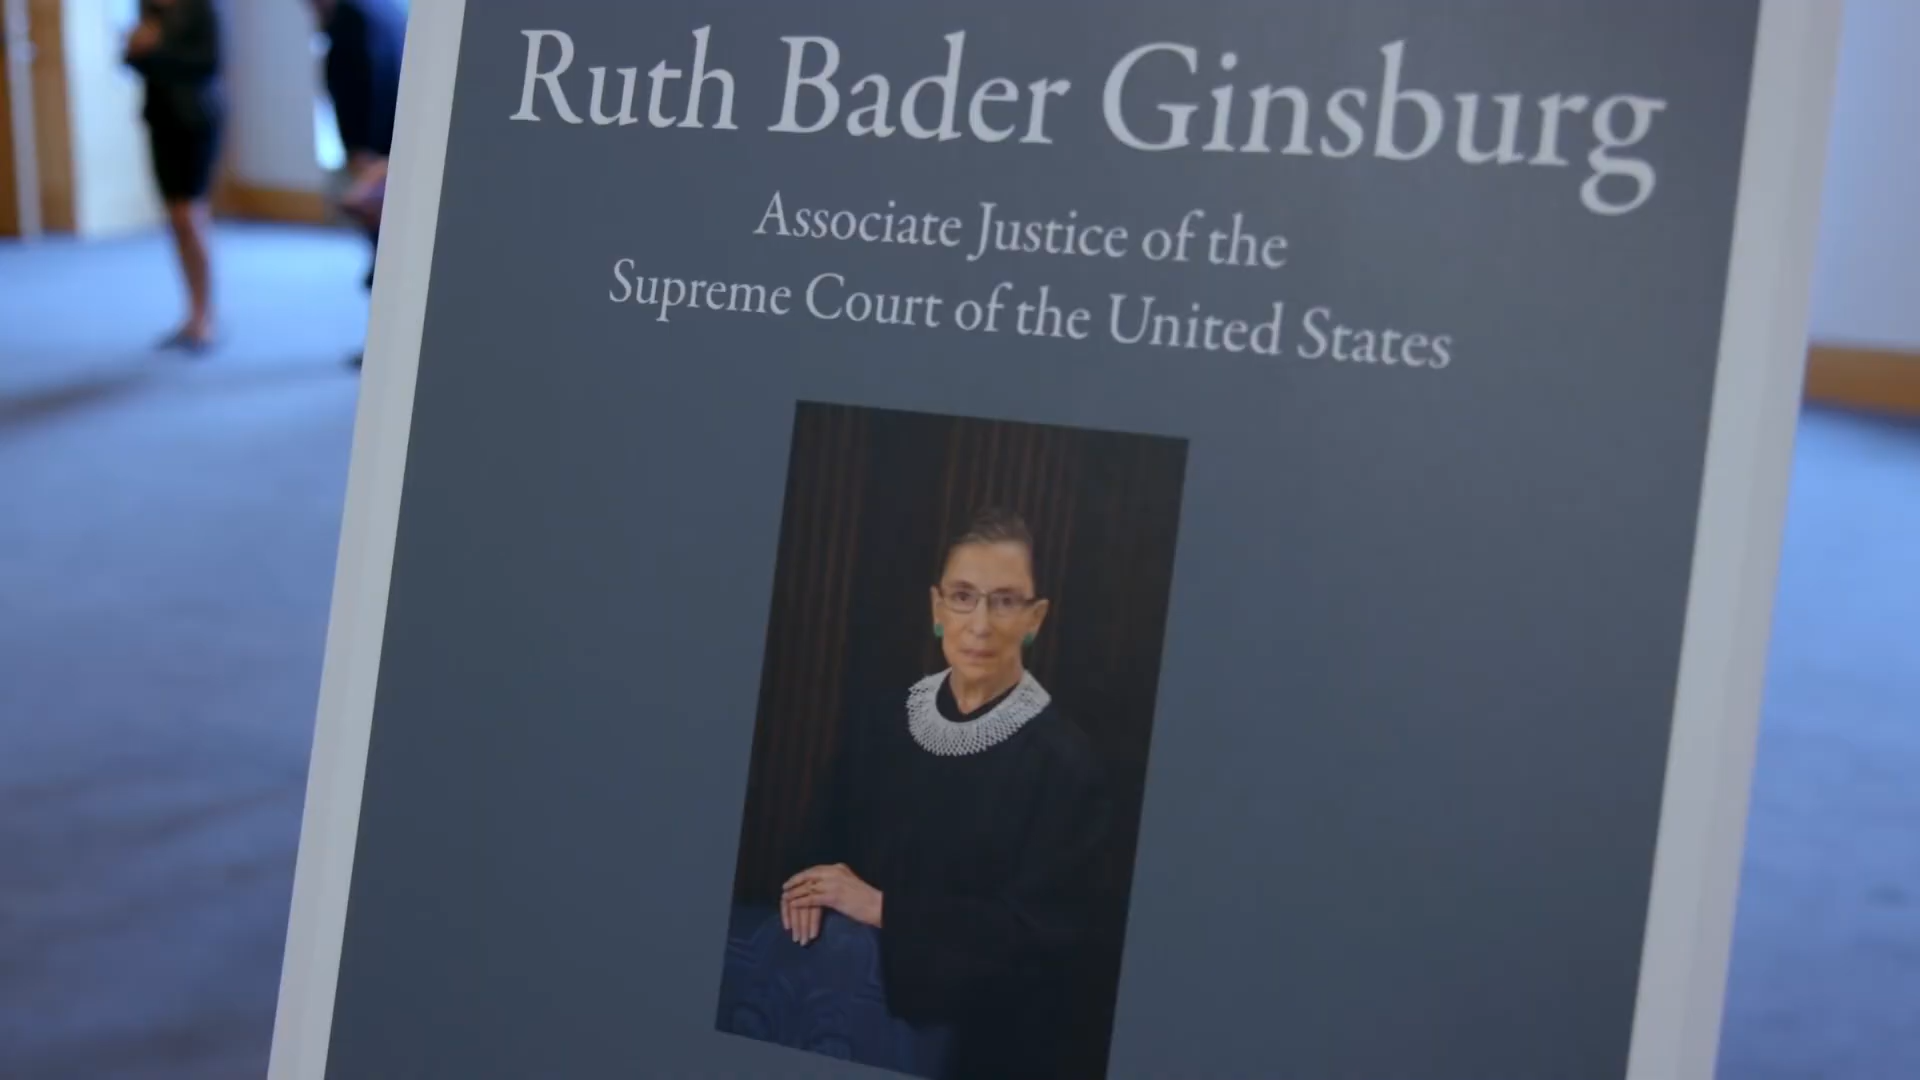 Ruth Bader Ginsburg
Associate Justice of the
Supreme Court of the United States